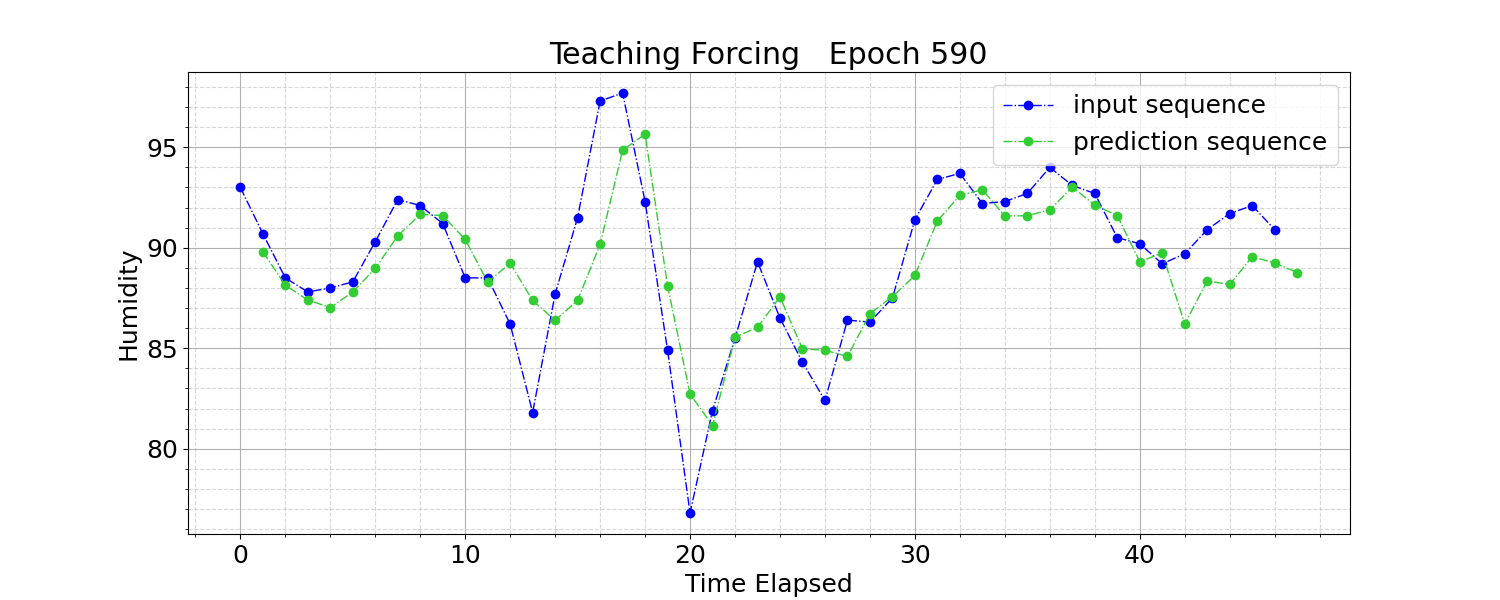 Teaching Forcing   Epoch 590
input sequence
prediction sequence
95
90
85
80
Humidity
0 10 20 30 40
Time Elapsed